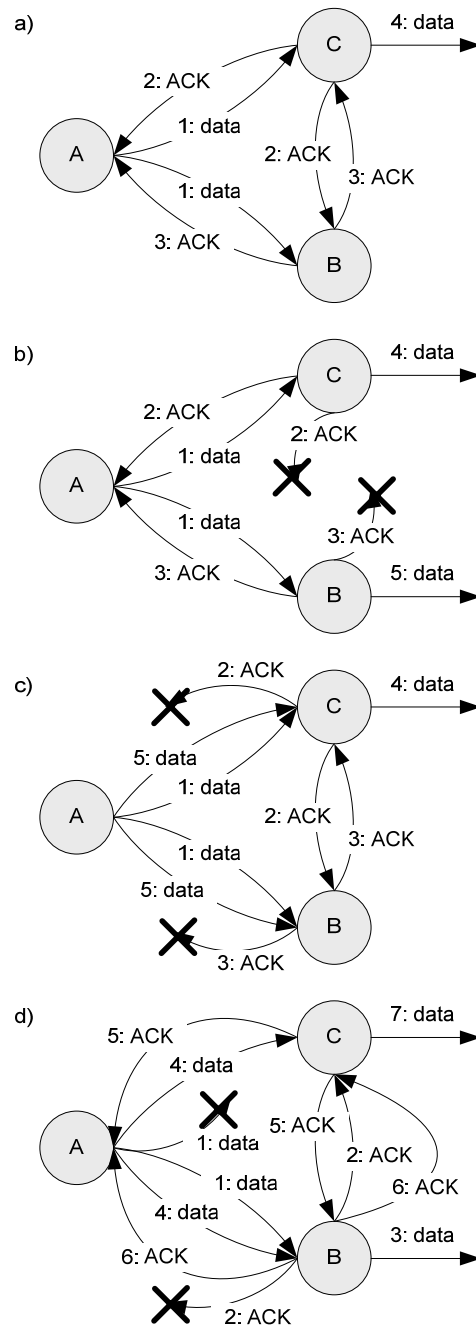 a)
C
4: data
2: ACK
1: data
A
2: ACK
3: ACK
1: data
3: ACK
B
b)
C
4: data
2: ACK
2: ACK
1: data
A
1: data
3: ACK
3: ACK
B
5: data
c)
2: ACK
C
4: data
5: data
1: data
A
2: ACK
3: ACK
1: data
5: data
B
3: ACK
d)
C
7: data
5: ACK
4: data
5: ACK
1: data
A
2: ACK
1: data
6: ACK
4: data
6: ACK
B
3: data
2: ACK